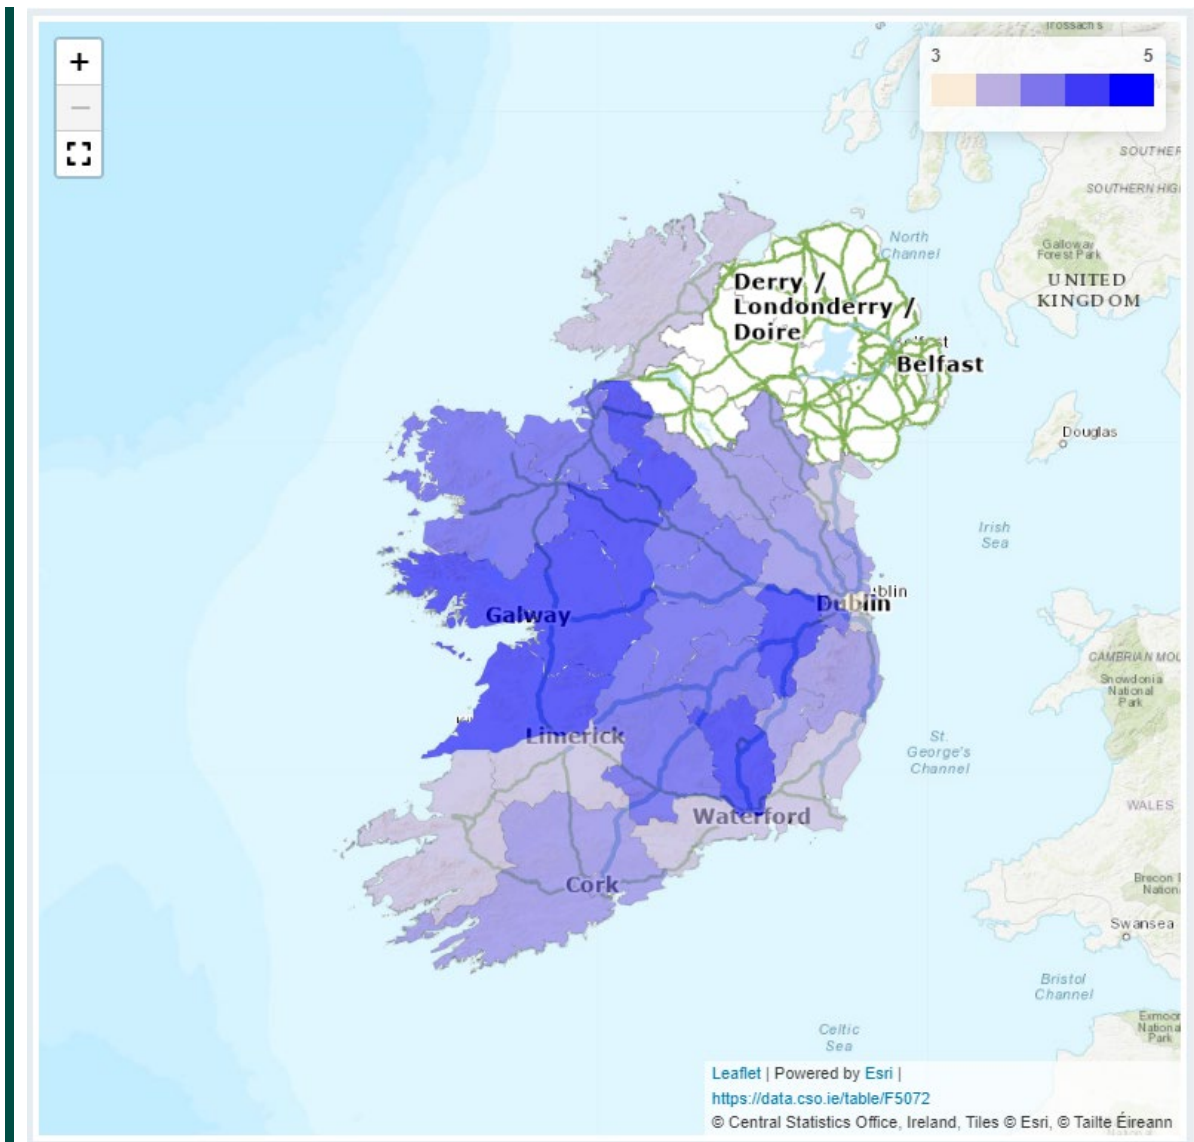 +
−
3 5
Trossachs
SOUTHER
SOUTHERN HIG
North
Channel
Galloway
Forest Park
UNITED
KINGDOM
Derry /
Londonderry /
Doire
Belfast
Douglas
Irish
Sea
Dublin
Galway
CAMBRIAN MOU
Snowdonia
National
Park
Limerick
St.
George's
Channel
WALES
Waterford
Cork
Brecon
Nation
Swansea
Bristol
Channel
Exmoor
National
Park
Celtic
Sea
Leaflet | Powered by Esri |
https://data.cso.ie/table/F5072
© Central Statistics Office, Ireland, Tiles © Esri, © Tailte Éireann